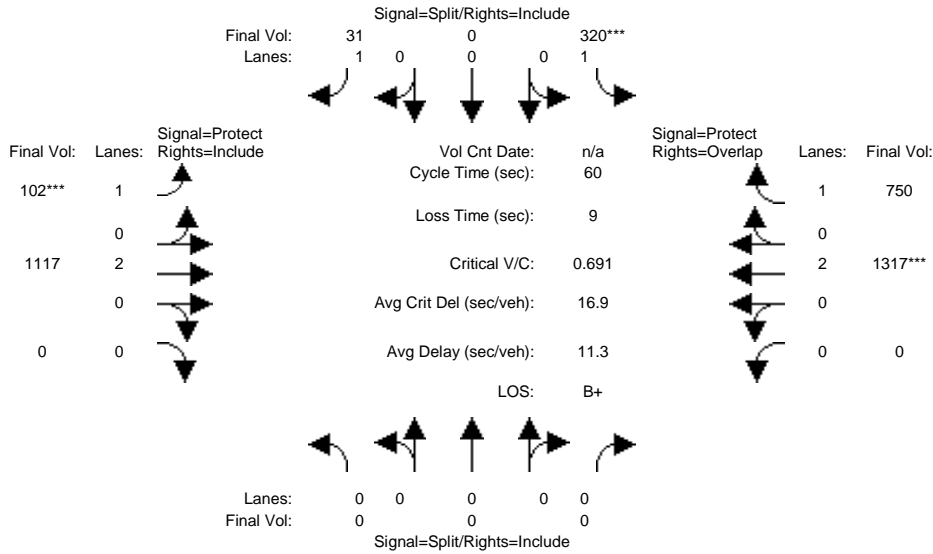 Signal=Split/Rights=Include
Final Vol: 31 0 320***
Lanes: 1 0 0 0 1
Signal=Protect
Final Vol: Lanes: Rights=Include
Vol Cnt Date: n/a
Signal=Protect
Rights=Overlap Lanes: Final Vol:
Cycle Time (sec): 60
102*** 1
1 750
Loss Time (sec): 9
0
0
1117 2
Critical V/C: 0.691
2 1317***
0
Avg Crit Del (sec/veh): 16.9
0
0 0
Avg Delay (sec/veh): 11.3
0 0
LOS: B+
Lanes: 0 0 0 0 0
Final Vol: 0 0 0
Signal=Split/Rights=Include